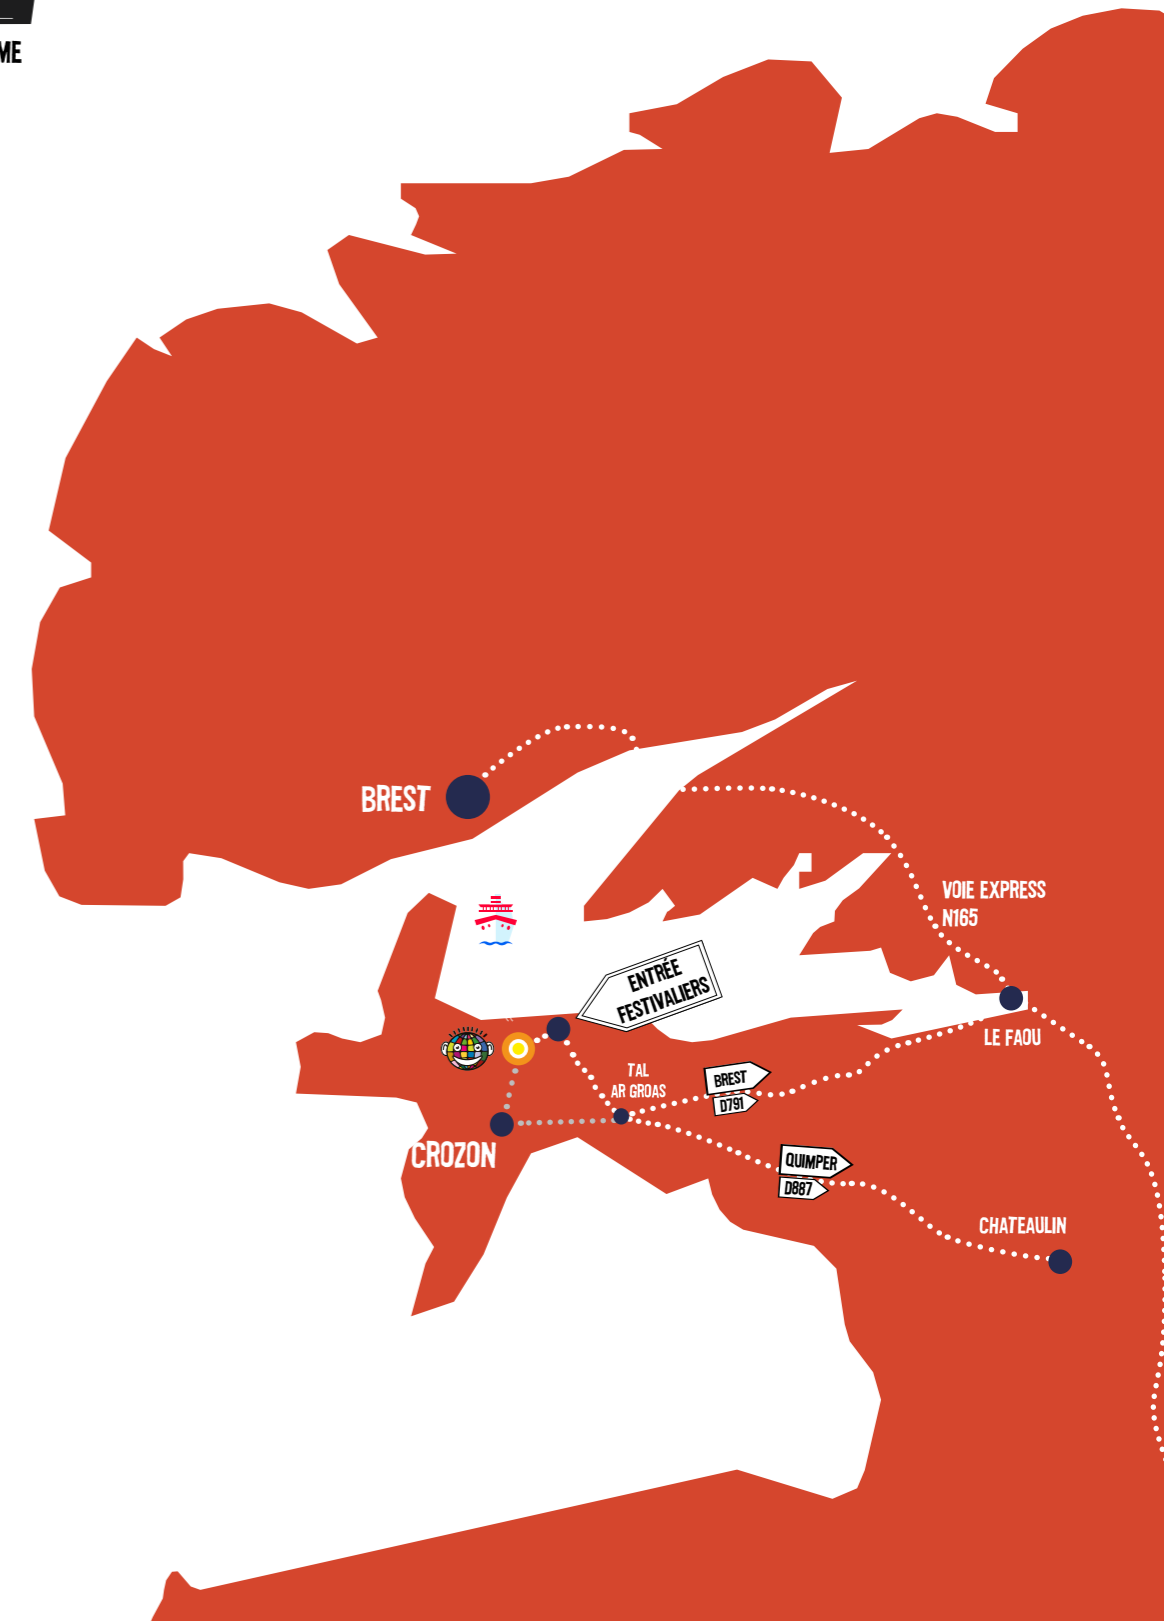 ME
BREST
VOIE EXPRESS
N165
ENTRÉE
FESTIVALIERS
LE FAOU
TAL
AR GROAS
BREST
D791
CROZON
QUIMPER
D887
CHATEAULIN